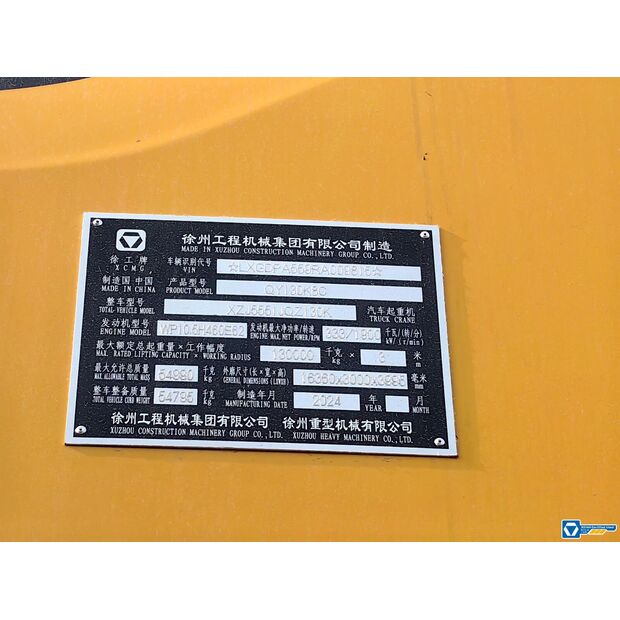 徐州工程机械集团有限公司制造
MADE IN XUZHOU CONSTRUCTION MACHINERY GROUP CO., LTD.
徐工牌
XCMG
车辆识别代号
VIN
制造国 中国
MADE IN CHINA
产品型号
PRODUCT MODEL
QY130K8C
整车型号
TOTAL VEHICLE MODEL
XZJ5551JQZ130K
汽车起重机
TRUCK CRANE
发动机型号
ENGINE MODEL
WP10.5H460E62
发动机最大净功率/转速
ENGINE MAX.NET POWER/RPM
333/1900
千瓦/(转/分)
kW/(r/min)
最大额定总起重量×工作幅度
MAX. RATED LIFTING CAPACITY × WORKING RADIUS
130000
千克
kg
×
3
米
m
最大允许总质量
MAX ALLOWABLE TOTAL MASS
54990
千克
kg
外廓尺寸(长×宽×高)
GENERAL DIMENSIONS (LXWXH)
16360x3000x3995
毫米
mm
整车整备质量
TOTAL VEHICLE CURB WEIGHT
54795
千克
kg
制造年月
MANUFACTURING DATE
2024
年
YEAR
月
MONTH
徐州工程机械集团有限公司 徐州重型机械有限公司
XUZHOU CONSTRUCTION MACHINERY GROUP CO., LTD. XUZHOU HEAVY MACHINERY CO., LTD.